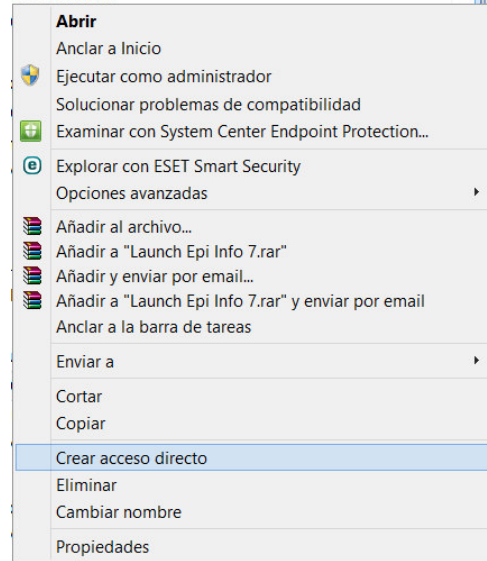 Abrir
Anclar a Inicio
Ejecutar como administrador
Solucionar problemas de compatibilidad
Examinar con System Center Endpoint Protection...
Explorar con ESET Smart Security
Opciones avanzadas
Añadir al archivo...
Añadir a "Launch Epi Info 7.rar"
Añadir y enviar por email...
Añadir a "Launch Epi Info 7.rar" y enviar por email
Anclar a la barra de tareas
Enviar a
Cortar
Copiar
Crear acceso directo
Eliminar
Cambiar nombre
Propiedades